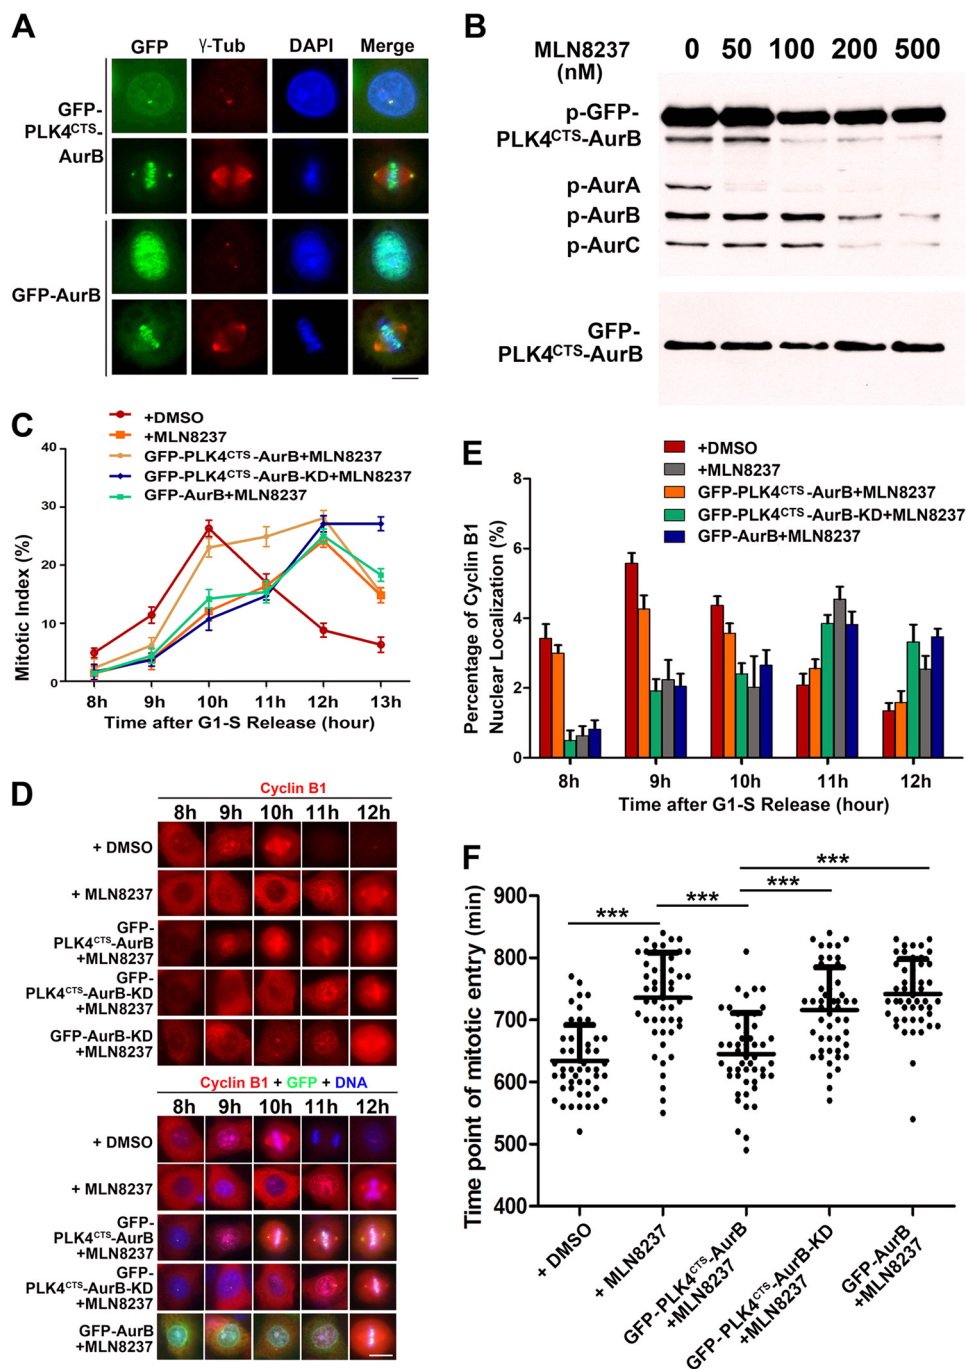 A
GFP γ-Tub DAPI Merge
GFP-
PLK4CTS-
AurB
GFP-AurB
B
MLN8237 0 50 100 200 500
(nM)
p-GFP-
PLK4CTS-AurB
p-AurA
p-AurB
p-AurC
GFP-
PLK4CTS-AurB
C
+DMSO
+MLN8237
GFP-PLK4CTS-AurB+MLN8237
GFP-PLK4CTS-AurB-KD+MLN8237
GFP-AurB+MLN8237
Mitotic Index (%)
40
30
20
10
0
8h 9h 10h 11h 12h 13h
Time after G1-S Release (hour)
D
Cyclin B1
8h 9h 10h 11h 12h
+ DMSO
+ MLN8237
GFP-
PLK4CTS-AurB
+MLN8237
GFP-
PLK4CTS-AurB-KD
+MLN8237
GFP-AurB-KD
+MLN8237
Cyclin B1 + GFP + DNA
8h 9h 10h 11h 12h
+ DMSO
+ MLN8237
GFP-
PLK4CTS-AurB
+MLN8237
GFP-
PLK4CTS-AurB-KD
+MLN8237
GFP-AurB
+MLN8237
E
+DMSO
+MLN8237
GFP-PLK4CTS-AurB+MLN8237
GFP-PLK4CTS-AurB-KD+MLN8237
GFP-AurB+MLN8237
Percentage of Cyclin B1
Nuclear Localization (%)
8
6
4
2
0
8h 9h 10h 11h 12h
Time after G1-S Release (hour)
F
Time point of mitotic entry (min)
900
800
700
600
500
400
*** *** *** ***
+ DMSO
+ MLN8237
GFP-PLK4CTS-AurB
+MLN8237
GFP-PLK4CTS-AurB-KD
+MLN8237
GFP-AurB
+MLN8237